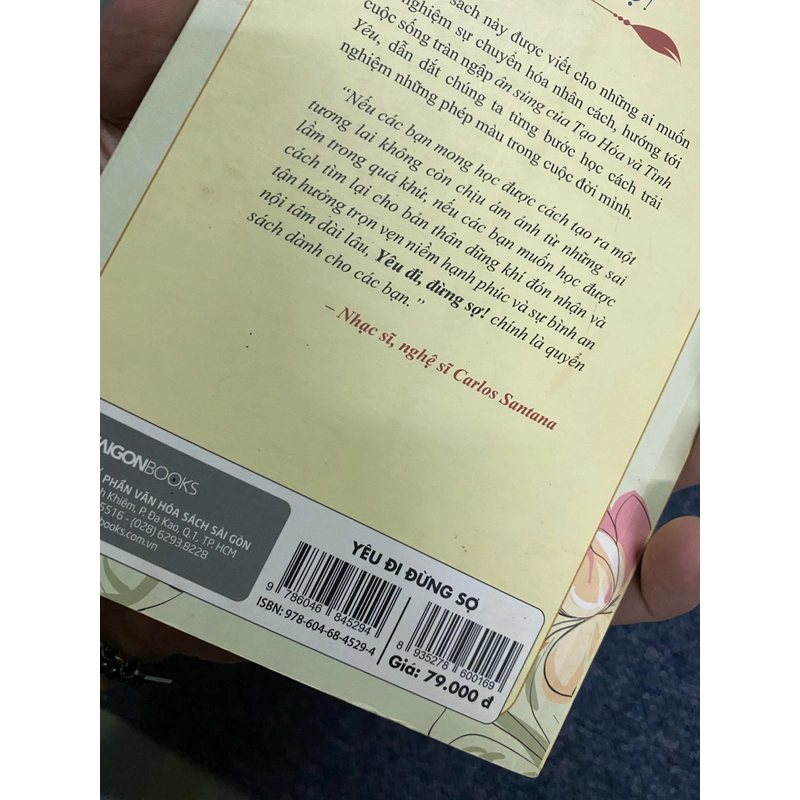 sách này được viết cho những ai muốn
nghiệm sự chuyển hóa nhân cách, hướng tới
cuộc sống tràn ngập ân sủng của Tạo Hóa và Tình
Yêu, dẫn dắt chúng ta từng bước học cách trải
nghiệm những phép màu trong cuộc đời mình.
"Nếu các bạn mong học được cách tạo ra một
tương lai không còn chịu ám ảnh từ những sai
lầm trong quá khứ, nếu các bạn muốn học được
cách tìm lại cho bản thân dũng khí đón nhận và
tận hưởng trọn vẹn niềm hạnh phúc và sự bình an
nội tâm dài lâu, Yêu đi, đừng sợ! chính là quyển
sách dành cho các bạn."
– Nhạc sĩ, nghệ sĩ Carlos Santana
AIGONBOOKS
PHẦN VĂN HÓA SÁCH SÀI GÒN
h Khiêm, P. Đa Kao, Q.1, TP. HCM
5516 - (028) 6293.8228
books.com.vn
YÊU ĐI ĐỪNG SỢ
9 786046 845294
ISBN: 978-604-68-4529-4
8 935278 600169
Giá: 79.000 đ